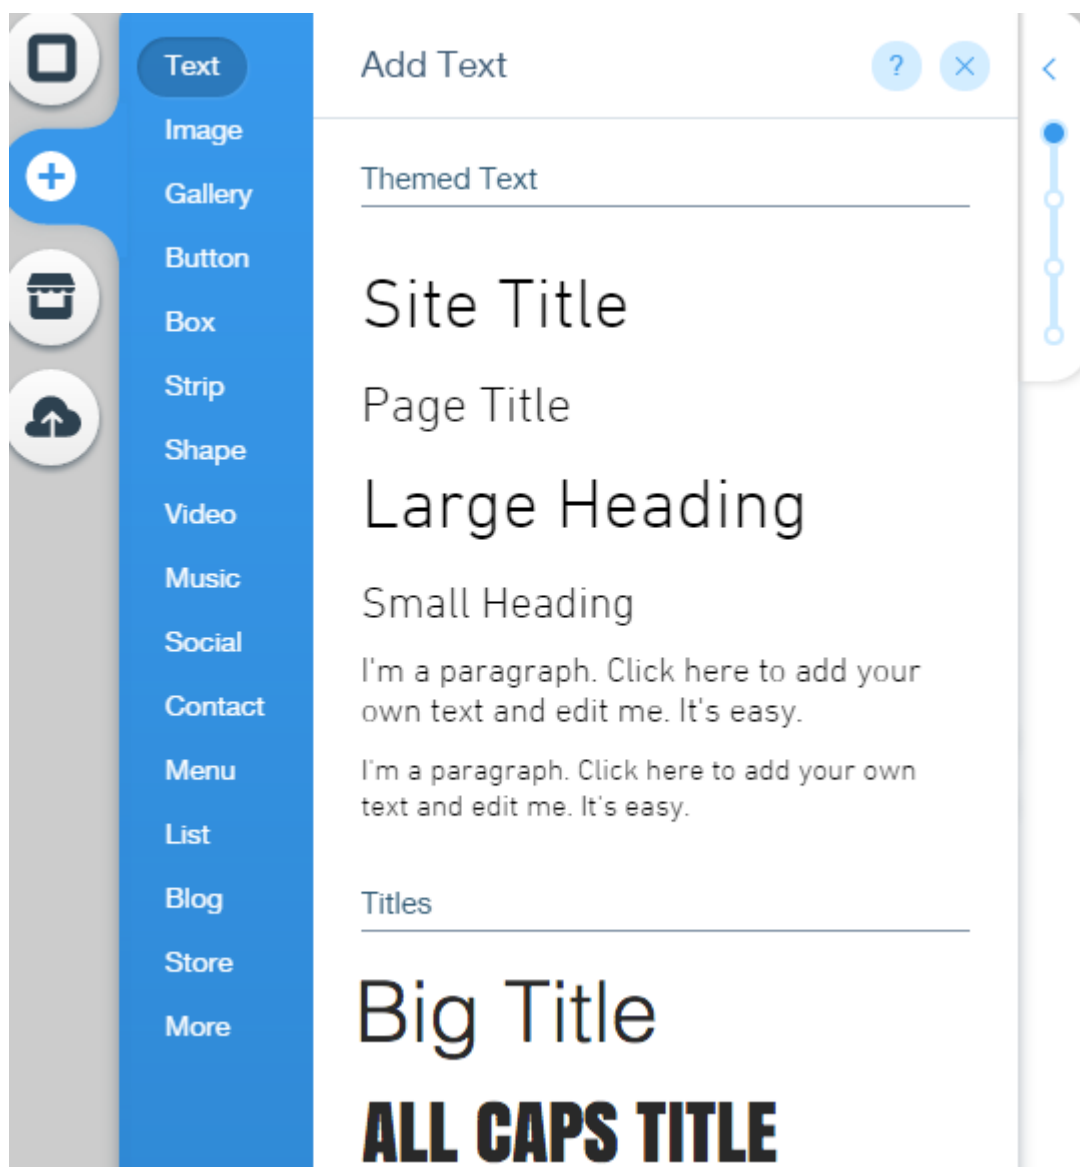 Text
Image
Gallery
Button
Box
Strip
Shape
Video
Music
Social
Contact
Menu
List
Blog
Store
More
Add Text
?
Themed Text
Site Title
Page Title
Large Heading
Small Heading
I'm a paragraph. Click here to add your
own text and edit me. It's easy.
I'm a paragraph. Click here to add your own
text and edit me. It's easy.
Titles
Big Title
ALL CAPS TITLE